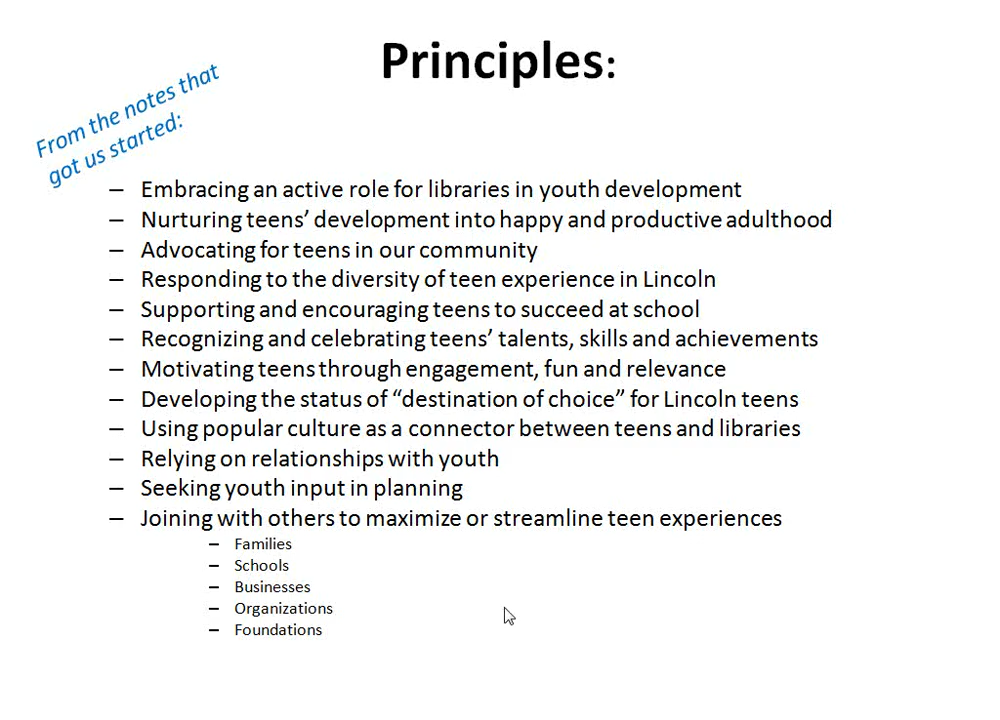 Principles:
From the notes that
got us started:
– Embracing an active role for libraries in youth development
– Nurturing teens’ development into happy and productive adulthood
– Advocating for teens in our community
– Responding to the diversity of teen experience in Lincoln
– Supporting and encouraging teens to succeed at school
– Recognizing and celebrating teens’ talents, skills and achievements
– Motivating teens through engagement, fun and relevance
– Developing the status of “destination of choice” for Lincoln teens
– Using popular culture as a connector between teens and libraries
– Relying on relationships with youth
– Seeking youth input in planning
– Joining with others to maximize or streamline teen experiences
– Families
– Schools
– Businesses
– Organizations
– Foundations